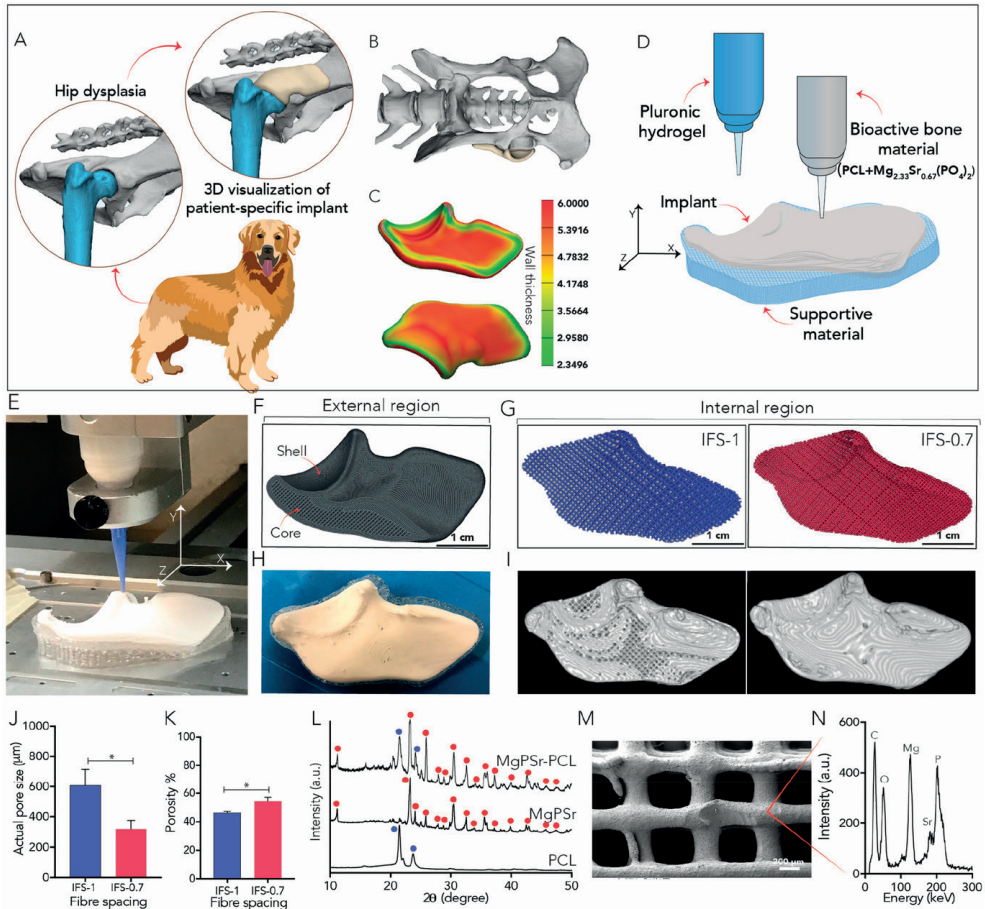 A
Hip dysplasia
3D visualization of
patient-specific implant
B
C
6.0000
5.3916
4.7832
4.1748
3.5664
2.9580
2.3496
Wall thickness
D
Pluronic
hydrogel
Bioactive bone
material
(PCL+Mg2.33Sr0.67(PO4)2)
Implant
Y
X
Z
Supportive
material
E
Y
X
Z
F
External region
Shell
Core
1 cm
G
Internal region
IFS-1
1 cm
IFS-0.7
1 cm
H
I
J
Actual pore size (µm)
1000
800
600
400
200
0
*
IFS-1
IFS-0.7
Fibre spacing
K
Porosity %
100
80
60
40
20
0
*
IFS-1
IFS-0.7
Fibre spacing
L
Intensity (a.u.)
MgPSr-PCL
MgPSr
PCL
10 20 30 40 50
2Θ (degree)
M
200 µm
N
Intensity (a.u.)
600
450
300
150
0
C
O
Mg
Sr
P
0 100 200 300
Energy (keV)